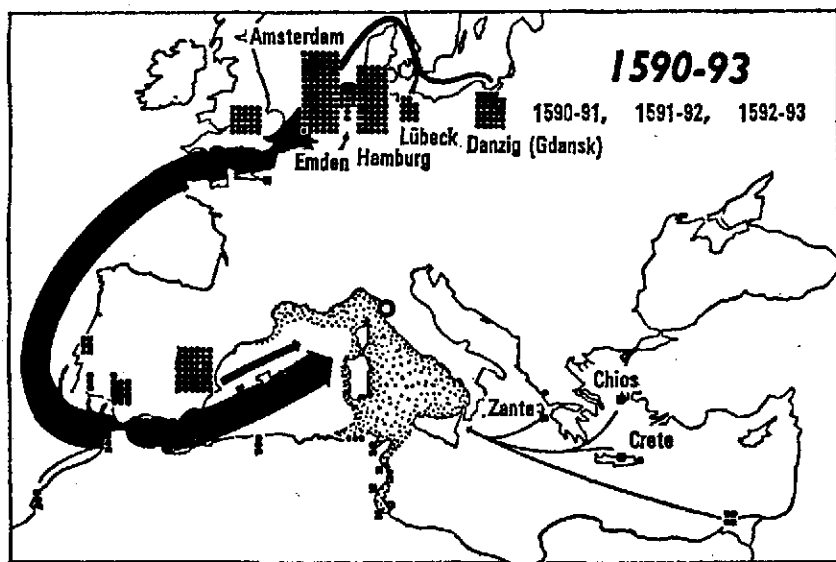 Amsterdam
1590-93
1590-91, 1591-92, 1592-93
Lübeck
Danzig (Gdansk)
Emden
Hamburg
Chios
Zante
Crete